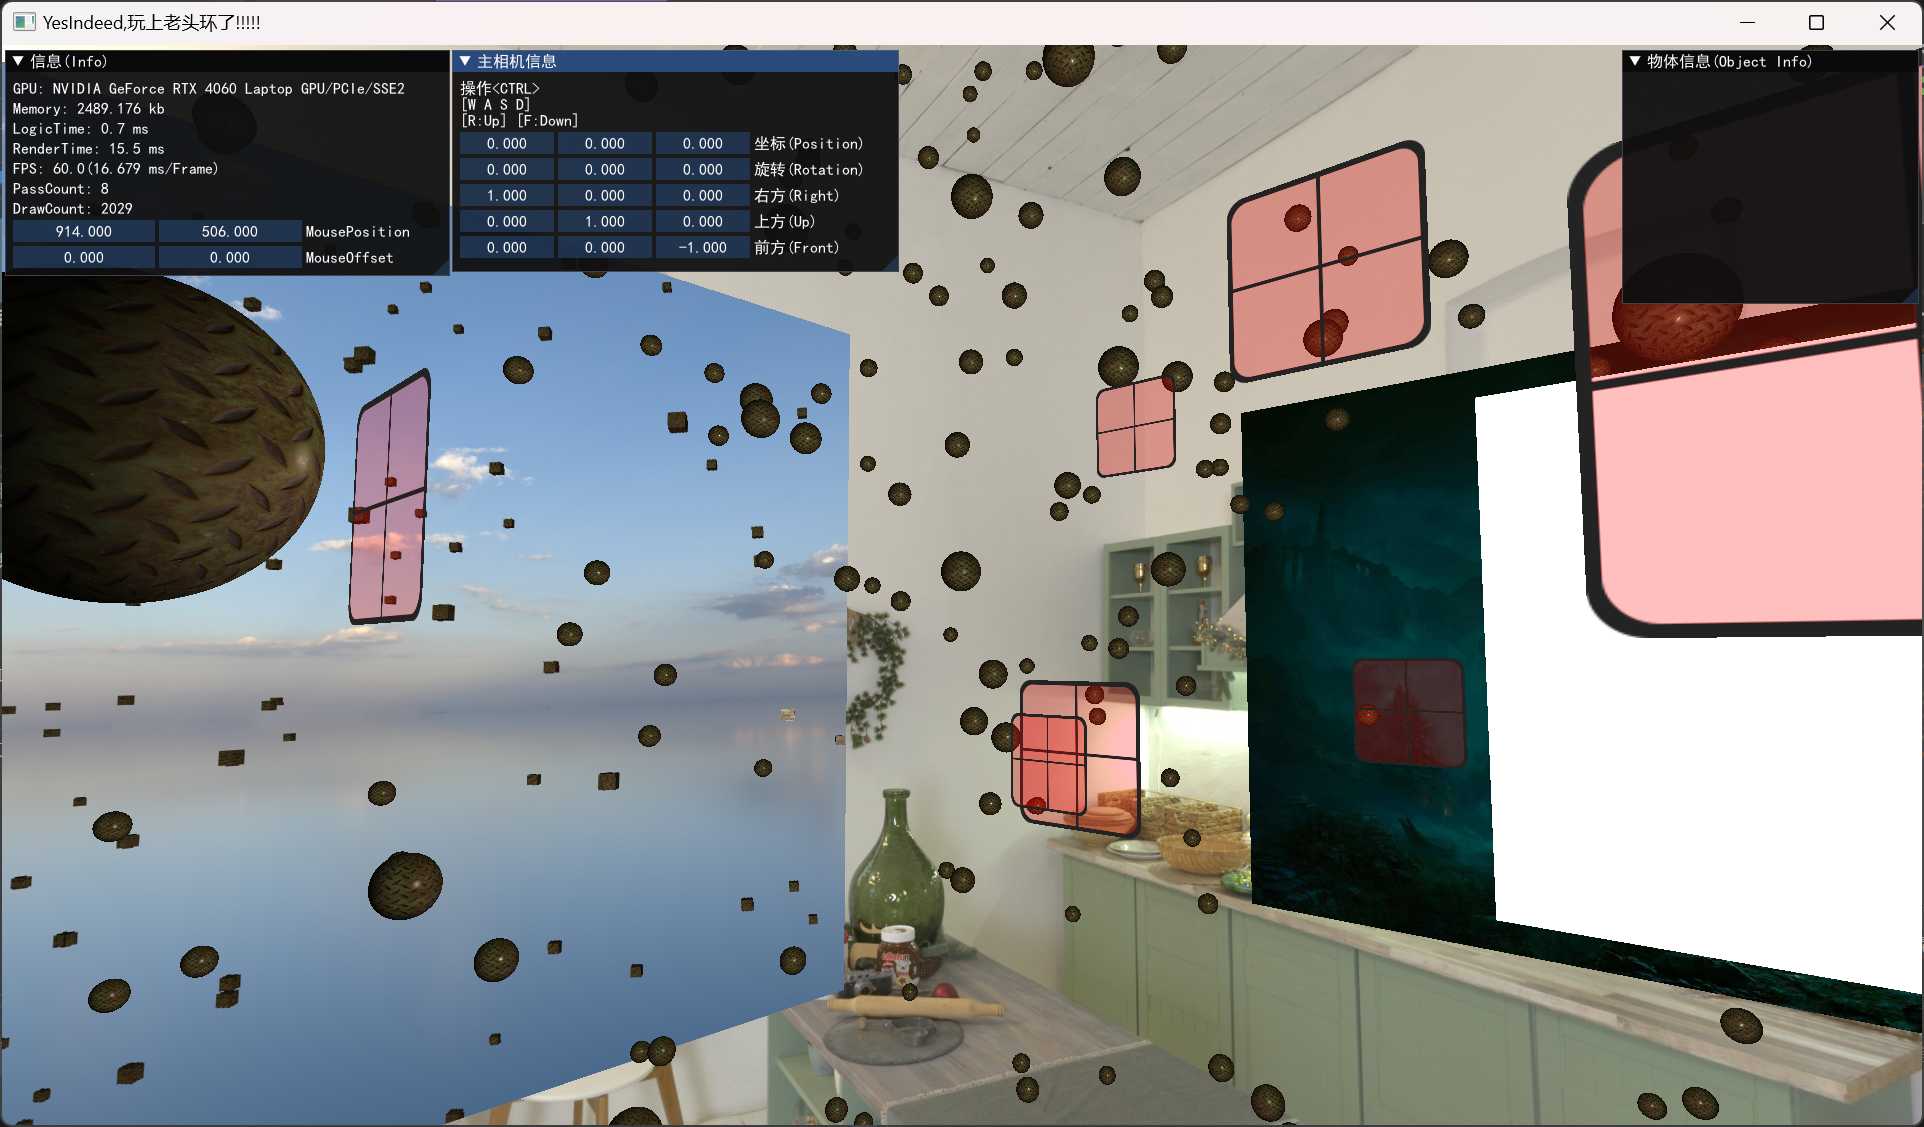 YesIndeed,玩上老头环了!!!!!
▼ 信息(Info)
GPU: NVIDIA GeForce RTX 4060 Laptop GPU/PCIe/SSE2
Memory: 2489.176 kb
LogicTime: 0.7 ms
RenderTime: 15.5 ms
FPS: 60.0(16.679 ms/Frame)
PassCount: 8
DrawCount: 2029
914.000 506.000 MousePosition
0.000 0.000 MouseOffset
▼ 主相机信息
操作<CTRL>
[W A S D]
[R:Up] [F:Down]
0.000 0.000 0.000 坐标(Position)
0.000 0.000 0.000 旋转(Rotation)
1.000 0.000 0.000 右方(Right)
0.000 1.000 0.000 上方(Up)
0.000 0.000 -1.000 前方(Front)
▼ 物体信息(Object Info)